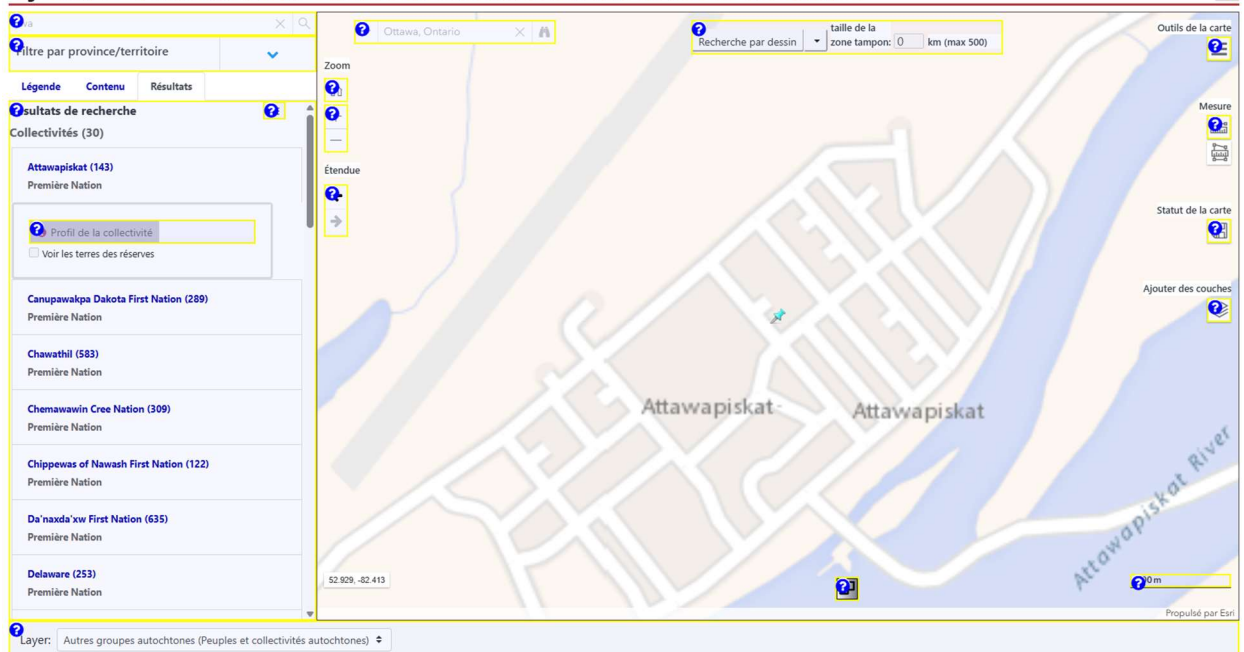 va
Filtre par province/territoire
Légende Contenu Résultats
Résultats de recherche
Collectivités (30)
Attawapiskat (143)
Première Nation
Profil de la collectivité
Voir les terres des réserves
Canupawakpa Dakota First Nation (289)
Première Nation
Chawathil (583)
Première Nation
Chemawawin Cree Nation (309)
Première Nation
Chippewas of Nawash First Nation (122)
Première Nation
Da'naxda'xw First Nation (635)
Première Nation
Delaware (253)
Première Nation
Ottawa, Ontario
Recherche par dessin
taille de la
zone tampon: 0 km (max 500)
Zoom
Étendue
Outils de la carte
Mesure
Statut de la carte
Ajouter des couches
Attawapiskat
Attawapiskat
Attawapiskat River
52.929, -82.413
Propulsé par Esri
Layer: Autres groupes autochtones (Peuples et collectivités autochtones)